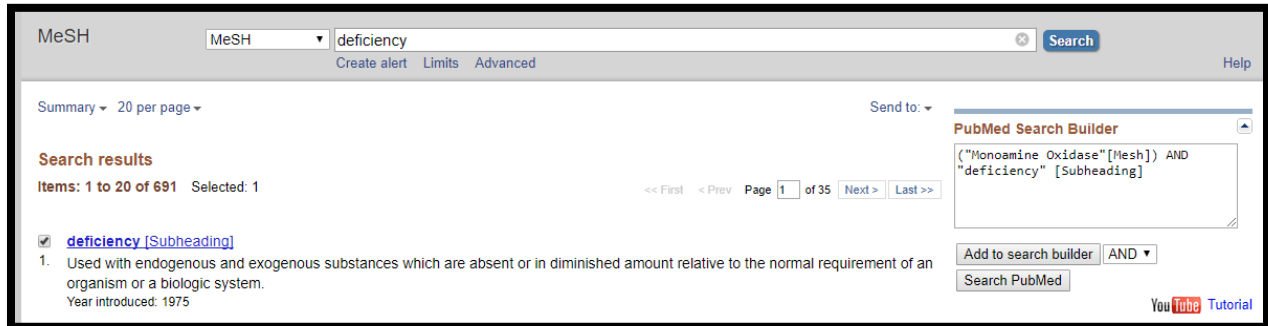 MeSH MeSH deficiency Search
Create alert Limits Advanced Help
Summary 20 per page Send to:
PubMed Search Builder
("Monoamine Oxidase"[Mesh]) AND
"deficiency" [Subheading]
Search results
Items: 1 to 20 of 691 Selected: 1
<< First < Prev Page 1 of 35 Next > Last >>
deficiency [Subheading]
1. Used with endogenous and exogenous substances which are absent or in diminished amount relative to the normal requirement of an
organism or a biologic system.
Year introduced: 1975
Add to search builder AND
Search PubMed
YouTube Tutorial